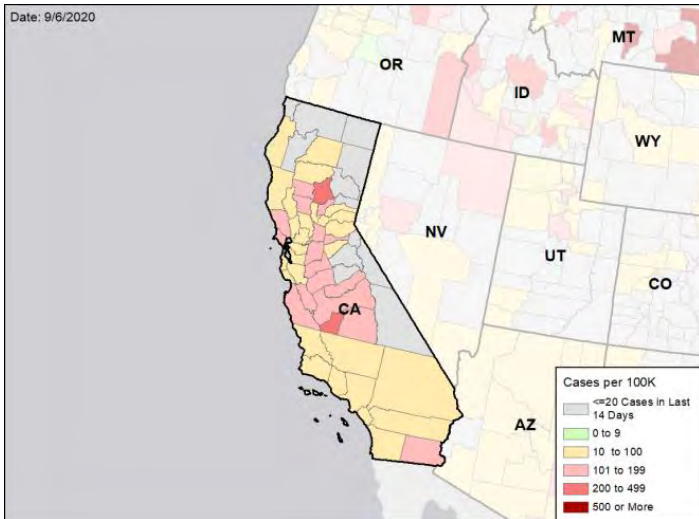 Date: 9/6/2020
MT
OR
ID
WY
NV
UT
CO
CA
AZ
Cases per 100K
<=20 Cases in Last
14 Days
0 to 9
10 to 100
101 to 199
200 to 499
500 or More